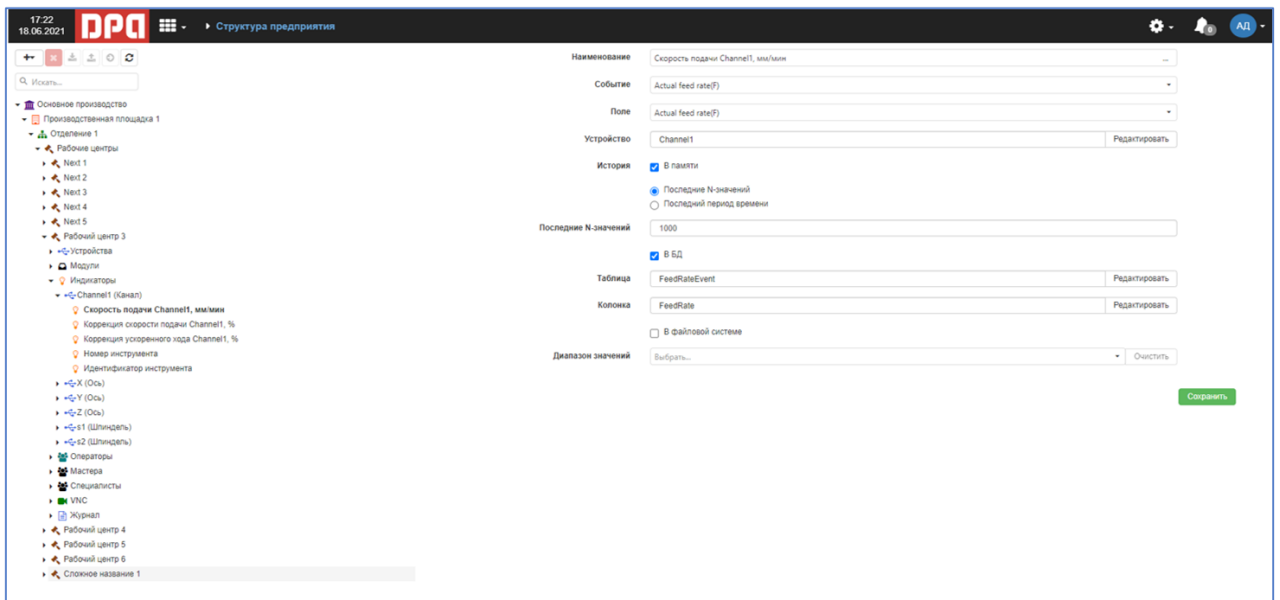 17:22
18.06.2021
DPA
Структура предприятия
0
АД
Искать...
Основное производство
Производственная площадка 1
Отделение 1
Рабочие центры
Next 1
Next 2
Next 3
Next 4
Next 5
Рабочий центр 3
Устройства
Модули
Индикаторы
Channel1 (Канал)
Скорость подачи Channel1, мм/мин
Коррекция скорости подачи Channel1, %
Коррекция ускоренного хода Channel1, %
Номер инструмента
Идентификатор инструмента
X (Ось)
Y (Ось)
Z (Ось)
s1 (Шпиндель)
s2 (Шпиндель)
Операторы
Мастера
Специалисты
VNC
Журнал
Рабочий центр 4
Рабочий центр 5
Рабочий центр 6
Сложное название 1
Наименование Скорость подачи Channel1, мм/мин ...
Событие Actual feed rate(F)
Поле Actual feed rate(F)
Устройство Channel1 Редактировать
История В памяти
Последние N-значений
Последний период времени
Последние N-значений 1000
В БД
Таблица FeedRateEvent Редактировать
Колонка FeedRate Редактировать
В файловой системе
Диапазон значений Выбрать... Очистить
Сохранить